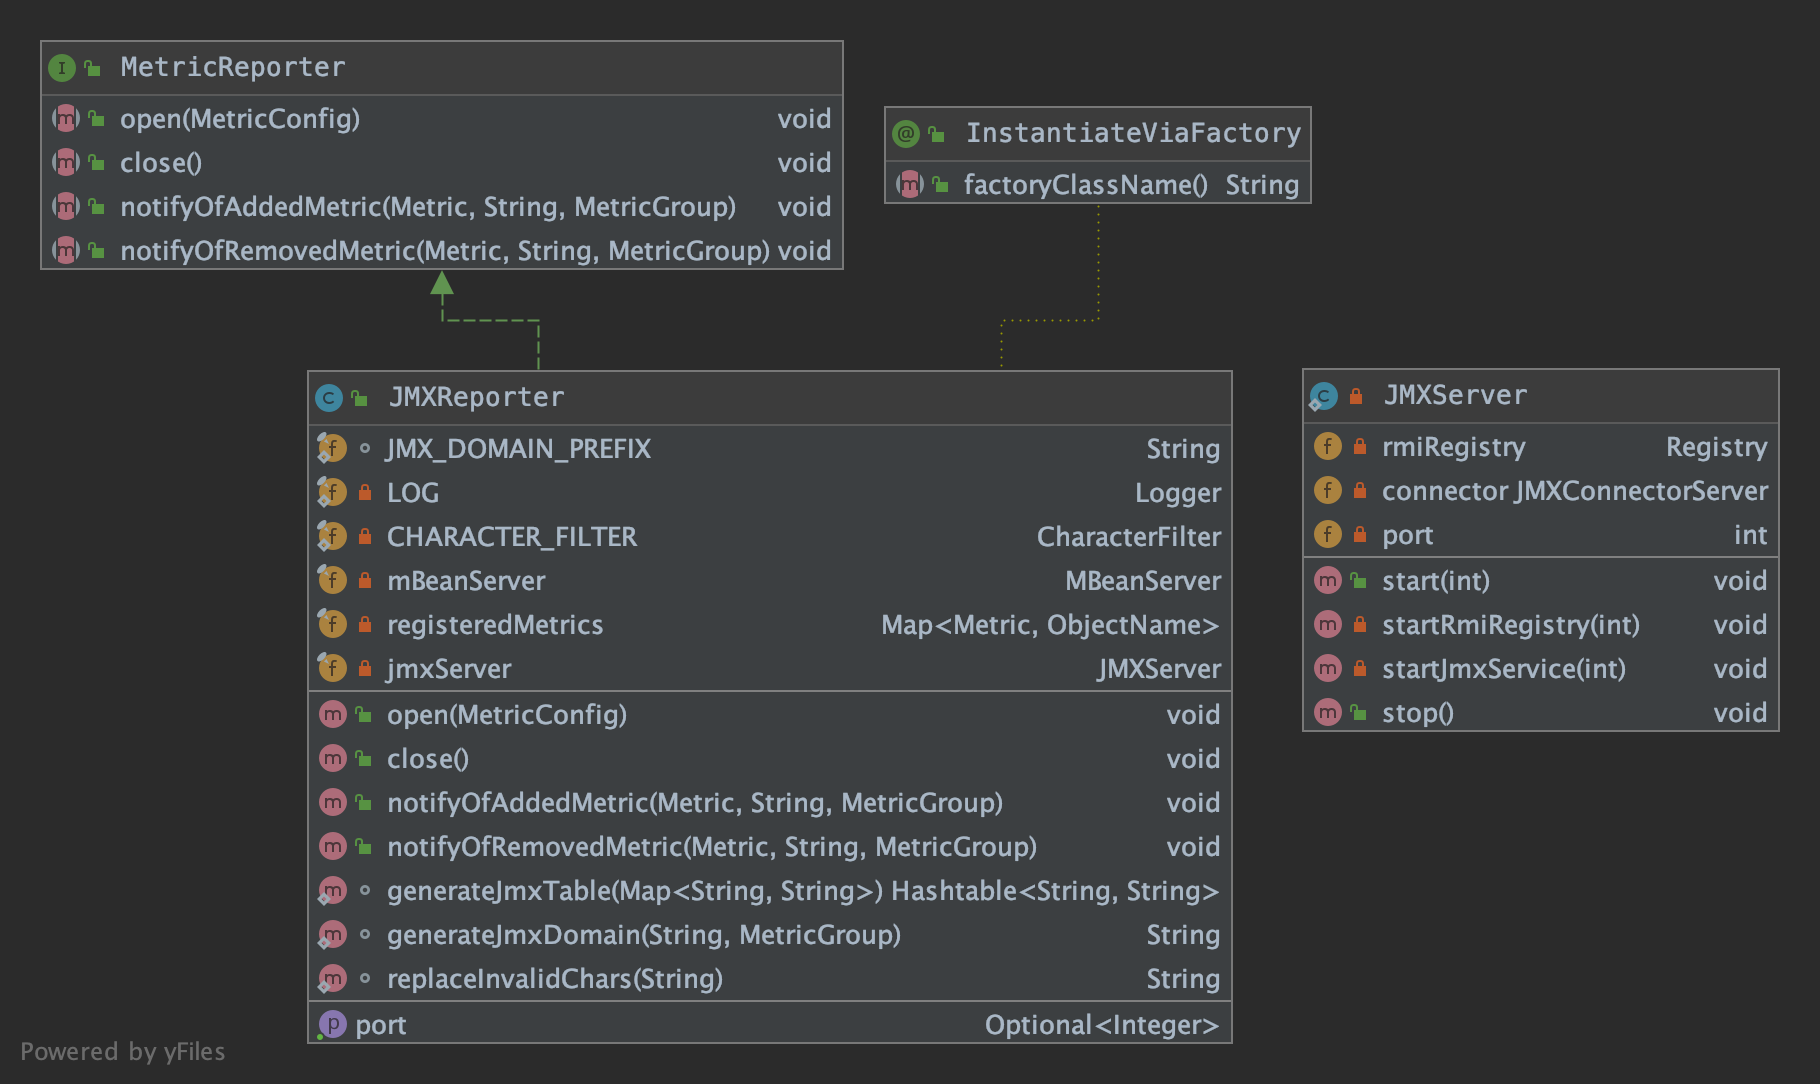 MetricReporter
open(MetricConfig) void
close() void
notifyOfAddedMetric(Metric, String, MetricGroup) void
notifyOfRemovedMetric(Metric, String, MetricGroup) void
InstantiateViaFactory
factoryClassName() String
JMXReporter
JMX_DOMAIN_PREFIX String
LOG Logger
CHARACTER_FILTER CharacterFilter
mBeanServer MBeanServer
registeredMetrics Map<Metric, ObjectName>
jmxServer JMXServer
open(MetricConfig) void
close() void
notifyOfAddedMetric(Metric, String, MetricGroup) void
notifyOfRemovedMetric(Metric, String, MetricGroup) void
generateJmxTable(Map<String, String>) Hashtable<String, String>
generateJmxDomain(String, MetricGroup) String
replaceInvalidChars(String) String
port Optional<Integer>
JMXServer
rmiRegistry Registry
connector JMXConnectorServer
port int
start(int) void
startRmiRegistry(int) void
startJmxService(int) void
stop() void
Powered by yFiles